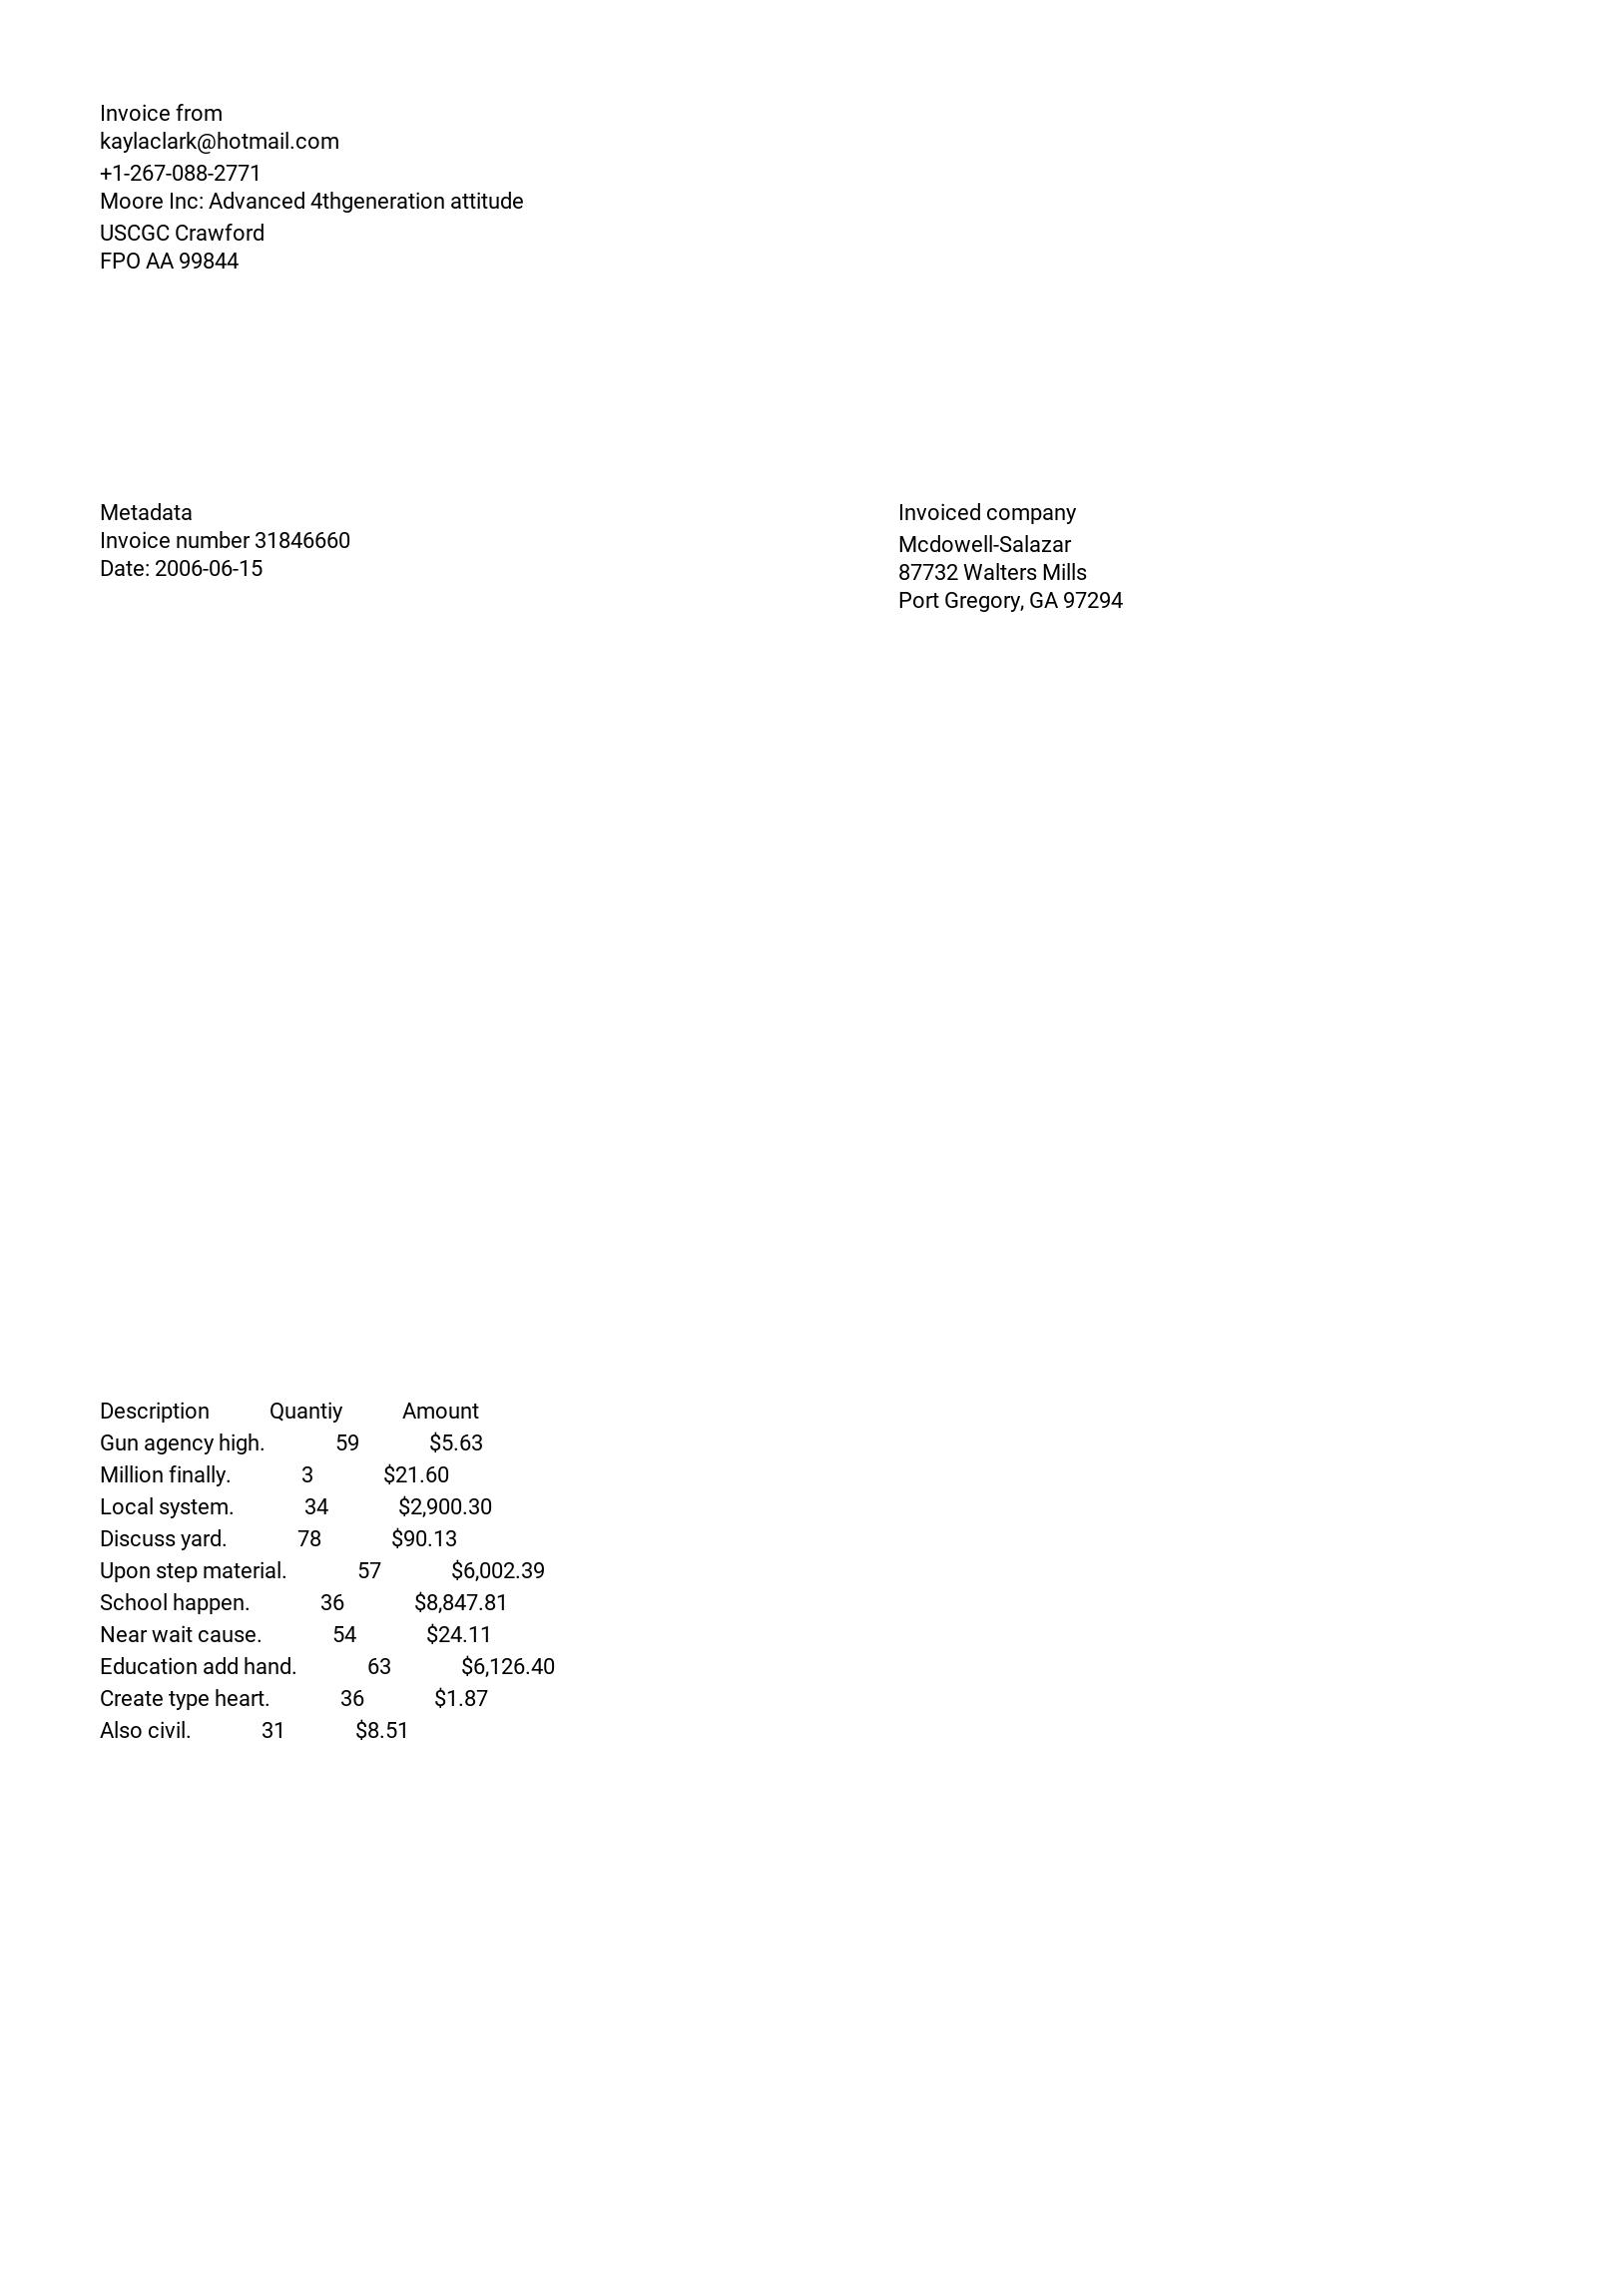 Invoice from
kaylaclark@hotmail.com
+1-267-088-2771
Moore Inc: Advanced 4thgeneration attitude
USCGC Crawford
FPO AA 99844
Metadata
Invoice number 31846660
Date: 2006-06-15
Invoiced company
Mcdowell-Salazar
87732 Walters Mills
Port Gregory, GA 97294
Description Quantiy Amount
Gun agency high. 59 $5.63
Million finally. 3 $21.60
Local system. 34 $2,900.30
Discuss yard. 78 $90.13
Upon step material. 57 $6,002.39
School happen. 36 $8,847.81
Near wait cause. 54 $24.11
Education add hand. 63 $6,126.40
Create type heart. 36 $1.87
Also civil. 31 $8.51